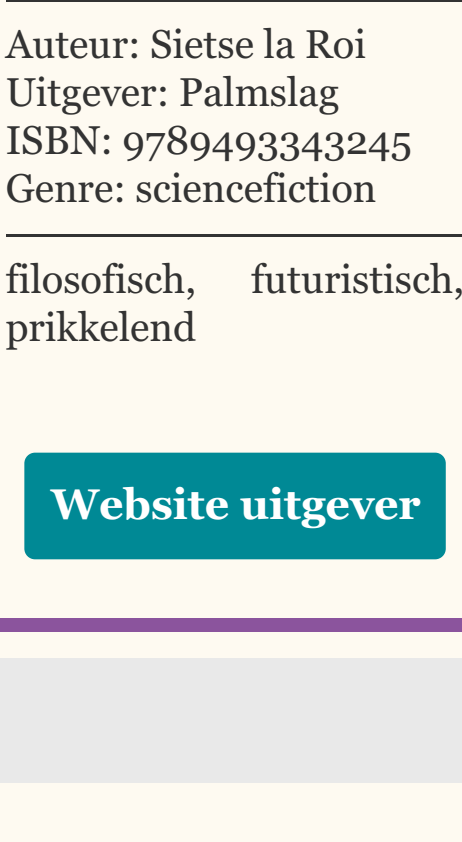 Auteur: Sietse la Roi
Uitgever: Palmslag
ISBN: 9789493343245
Genre: sciencefiction
filosofisch, futuristisch,
prikkelend
Website uitgever